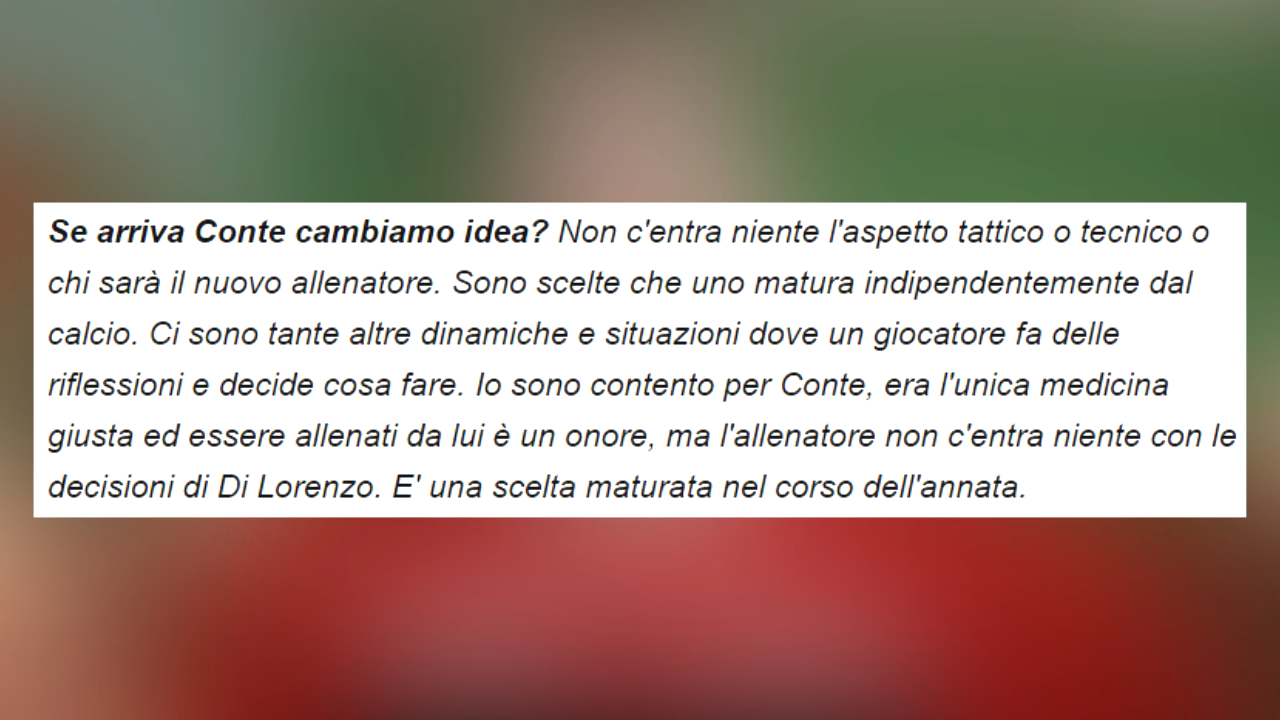 Se arriva Conte cambiamo idea? Non c'entra niente l'aspetto tattico o tecnico o
chi sarà il nuovo allenatore. Sono scelte che uno matura indipendentemente dal
calcio. Ci sono tante altre dinamiche e situazioni dove un giocatore fa delle
riflessioni e decide cosa fare. Io sono contento per Conte, era l'unica medicina
giusta ed essere allenati da lui è un onore, ma l'allenatore non c'entra niente con le
decisioni di Di Lorenzo. E' una scelta maturata nel corso dell'annata.